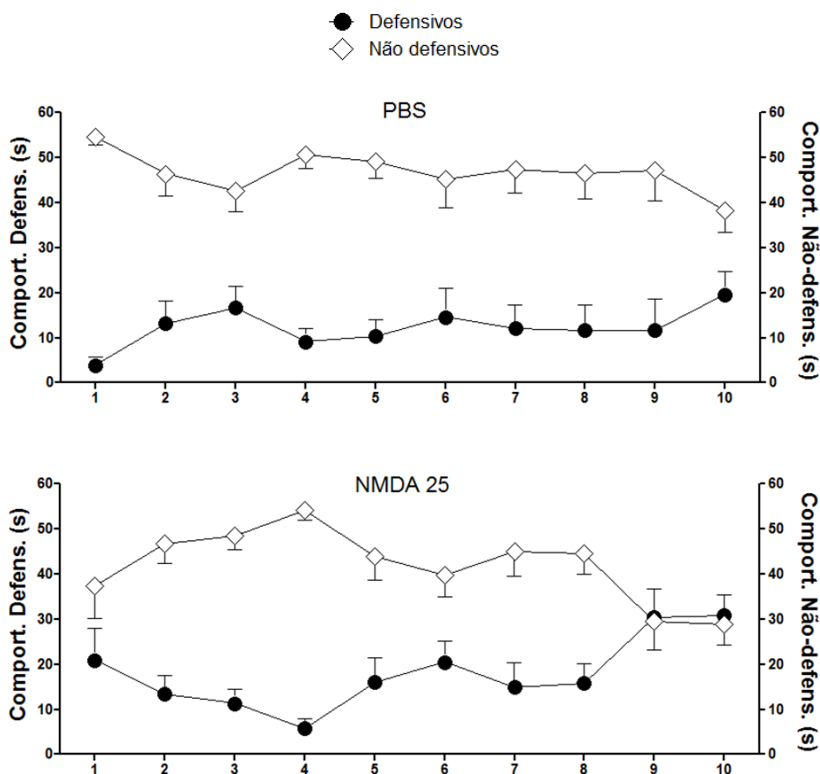 Defensivos
Não defensivos
PBS
Comport. Defens. (s)
60
50
40
30
20
10
0
60
50
40
30
20
10
0
Comport. Não-defens. (s)
1 2 3 4 5 6 7 8 9 10
NMDA 25
Comport. Defens. (s)
60
50
40
30
20
10
0
60
50
40
30
20
10
0
Comport. Não-defens. (s)
1 2 3 4 5 6 7 8 9 10